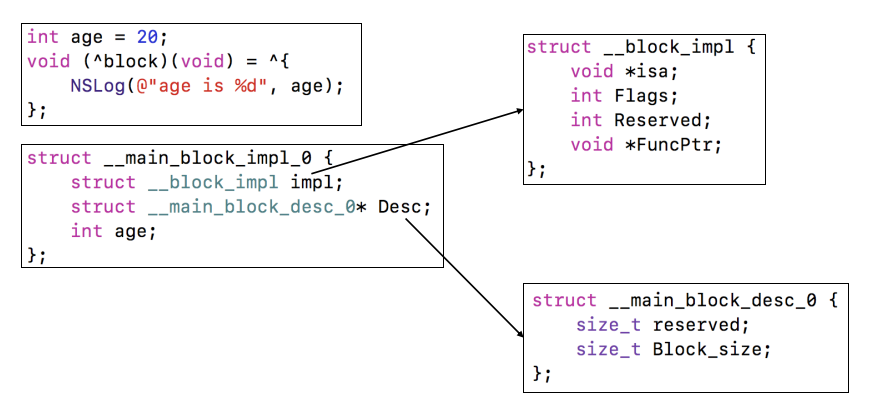 int age = 20;
void (^block)(void) = ^{
    NSLog(@"age is %d", age);
};
struct __main_block_impl_0 {
    struct __block_impl impl;
    struct __main_block_desc_0* Desc;
    int age;
};
struct __block_impl {
    void *isa;
    int Flags;
    int Reserved;
    void *FuncPtr;
};
struct __main_block_desc_0 {
    size_t reserved;
    size_t Block_size;
};